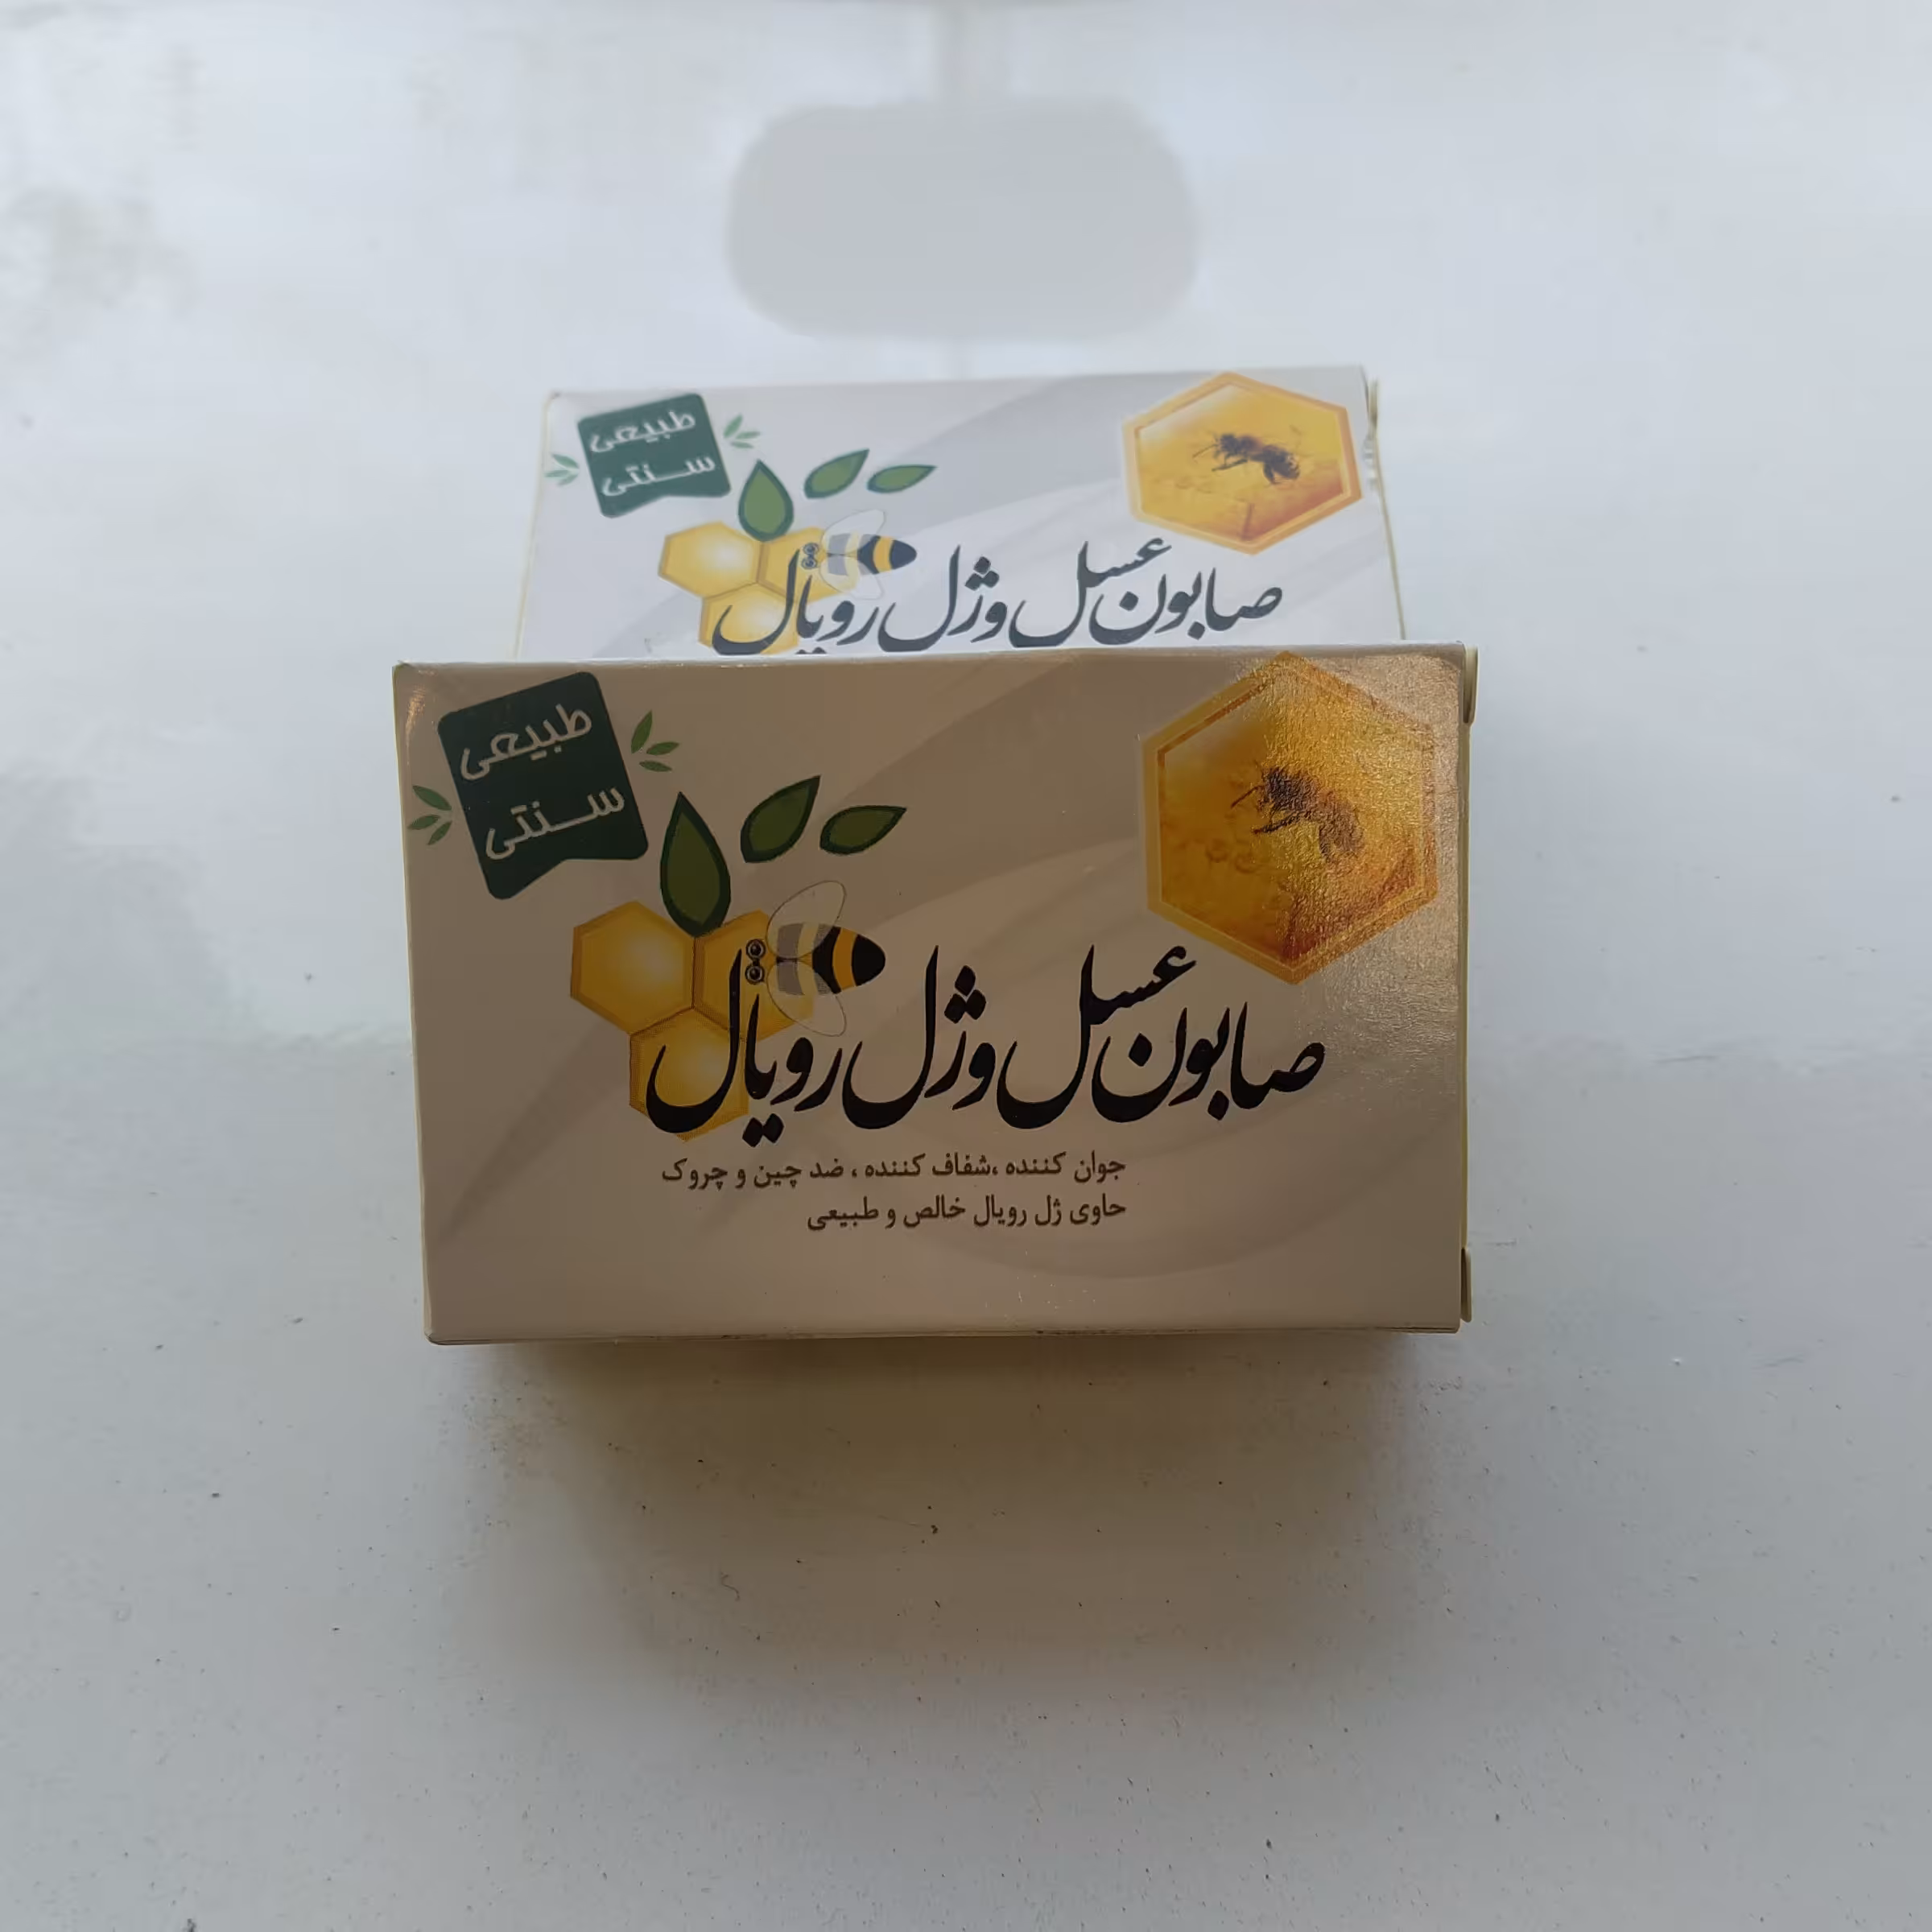 طبیعی
سنتی
صابون عسل و ژل رویال
طبیعی
سنتی
صابون عسل و ژل رویال
جوان کننده ،شفاف کننده ، ضد چین و چروک
حاوی ژل رویال خالص و طبیعی